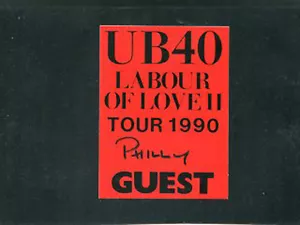 UB40
LABOUR
OF LOVE II
TOUR 1990
PHILLY
GUEST